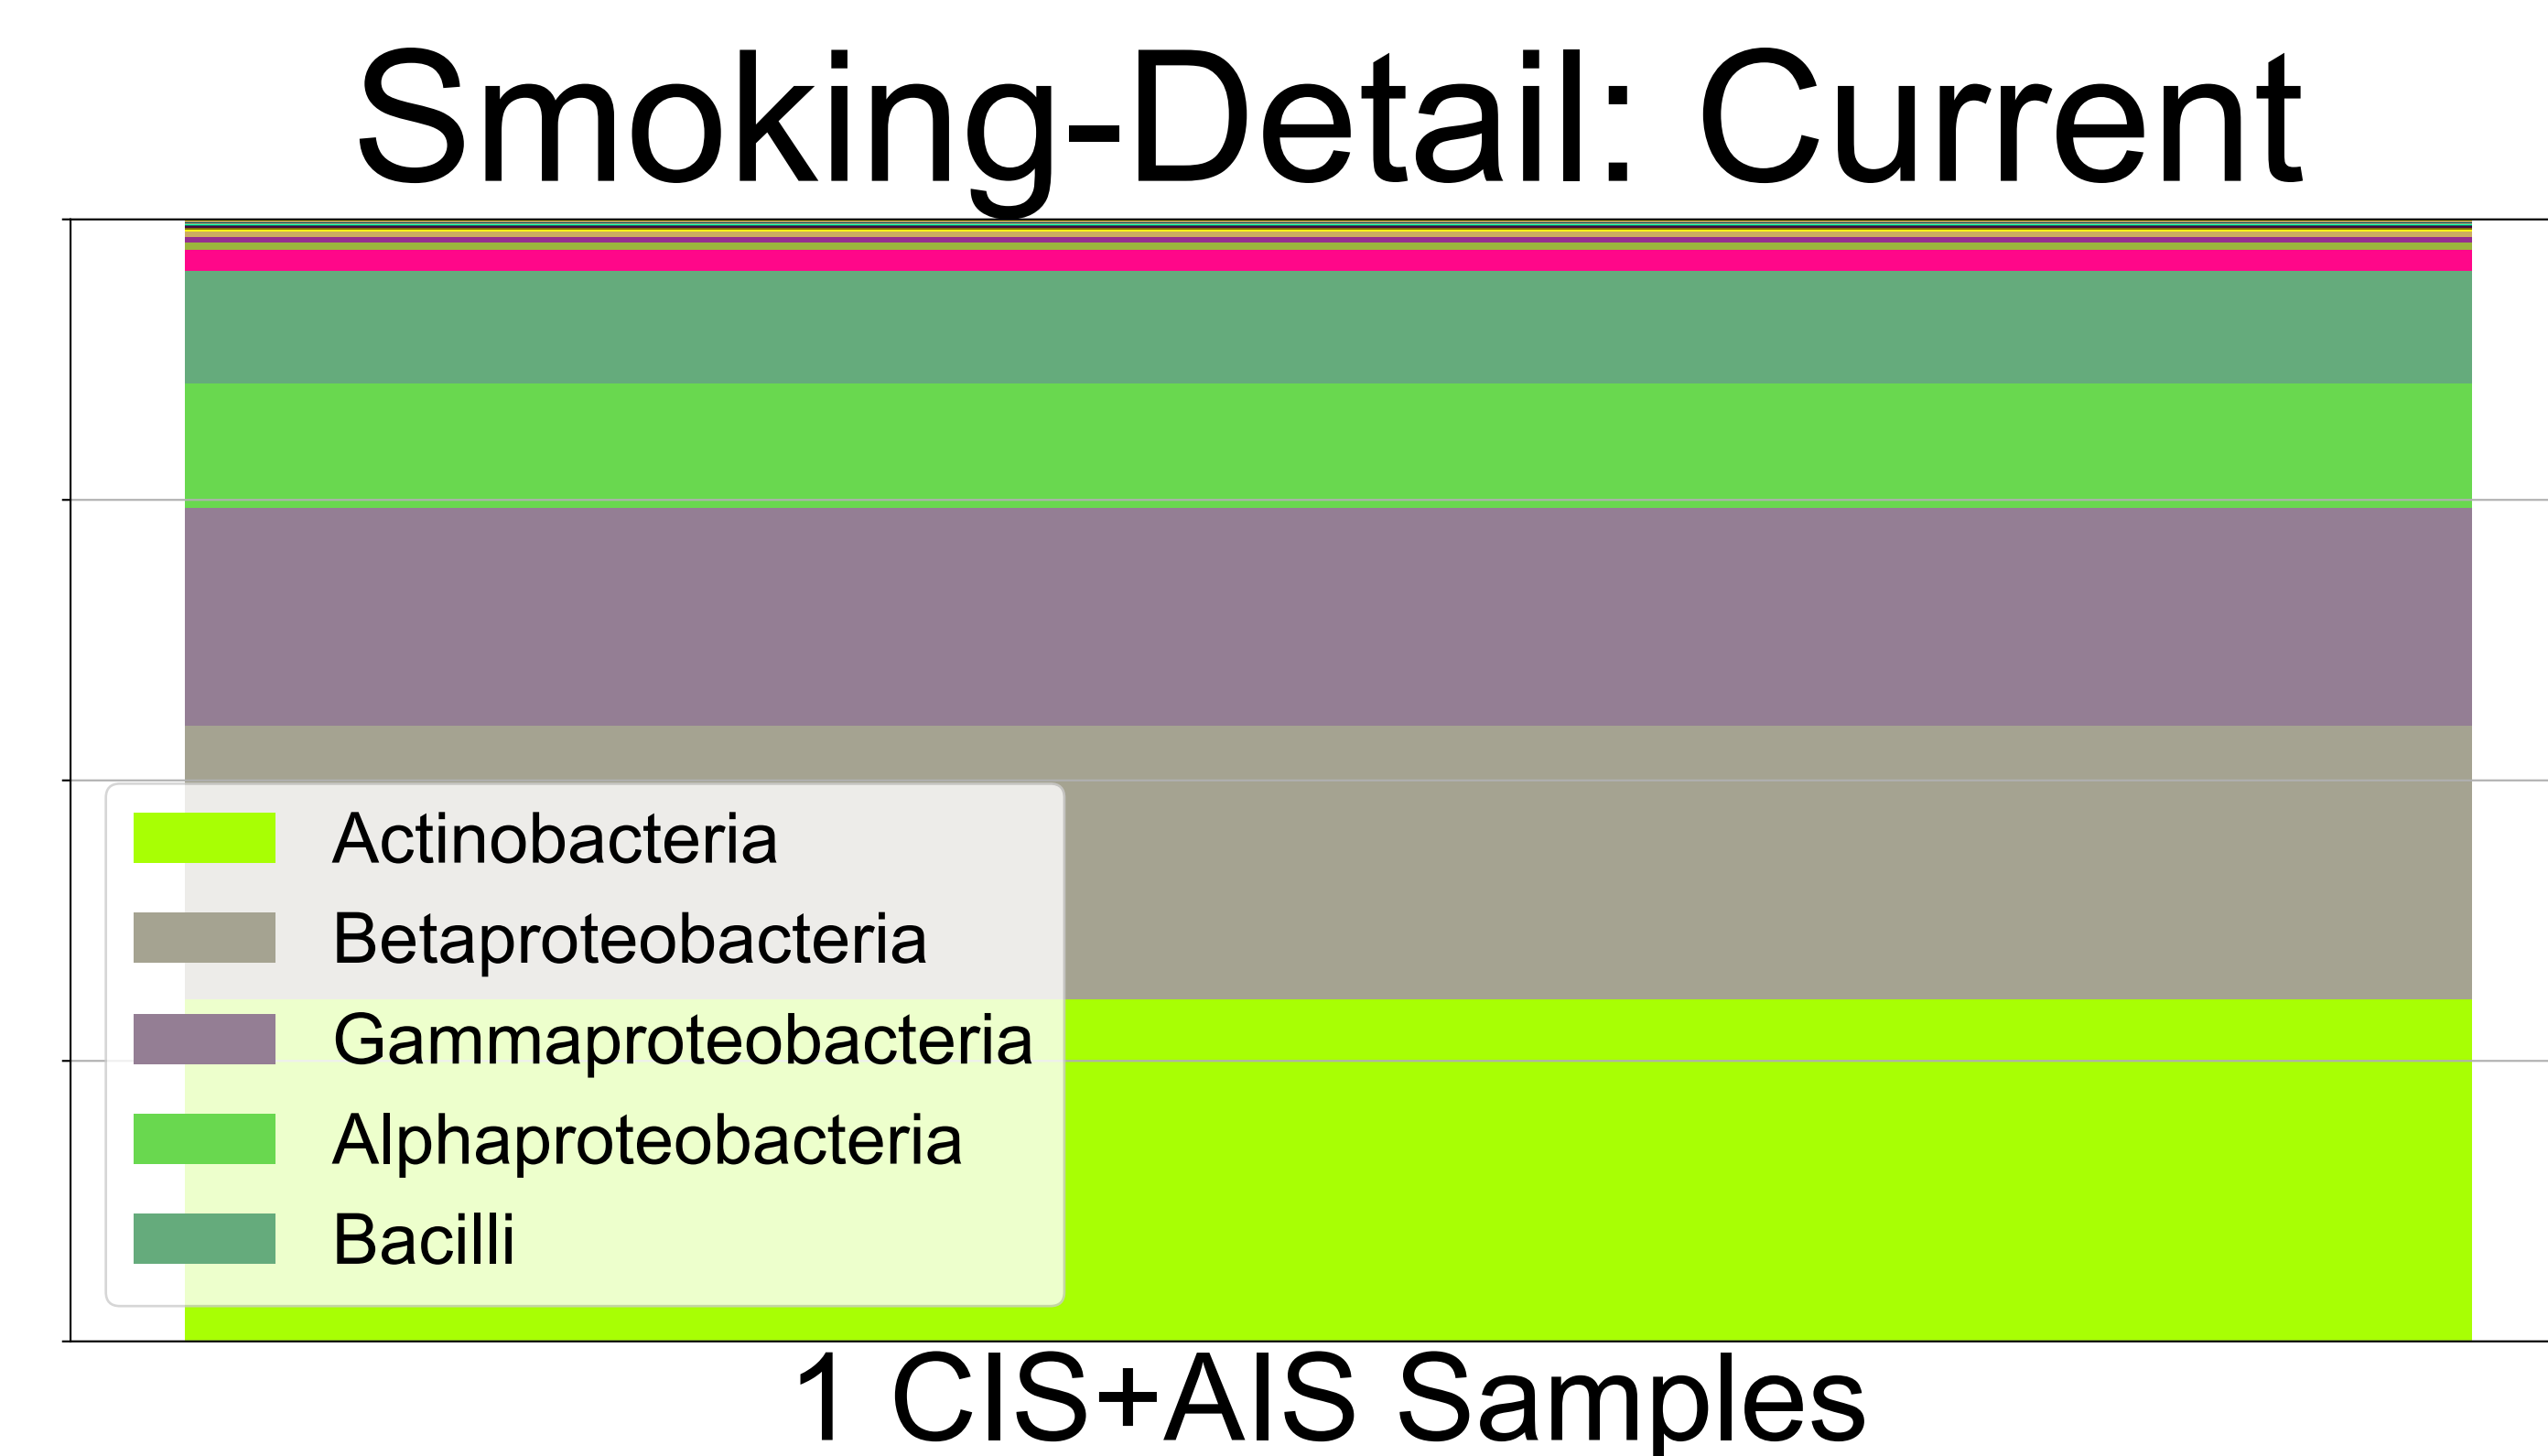 Smoking-Detail: Current
Actinobacteria
Betaproteobacteria
Gammaproteobacteria
Alphaproteobacteria
Bacilli
1 CIS+AIS Samples